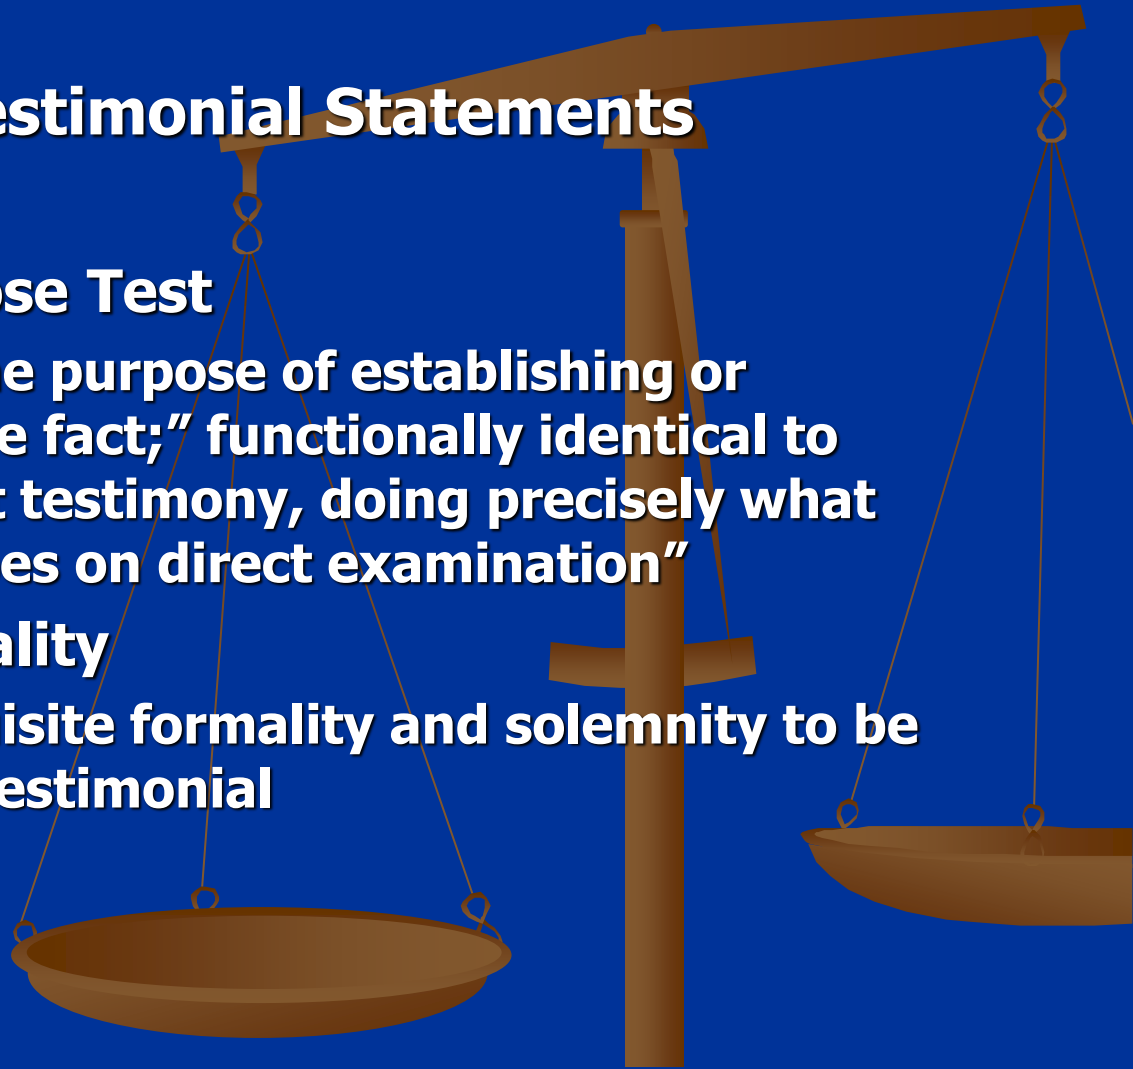 estimonial Statements
ose Test
e purpose of establishing or
e fact;” functionally identical to
t testimony, doing precisely what
es on direct examination”
ality
isite formality and solemnity to be
estimonial